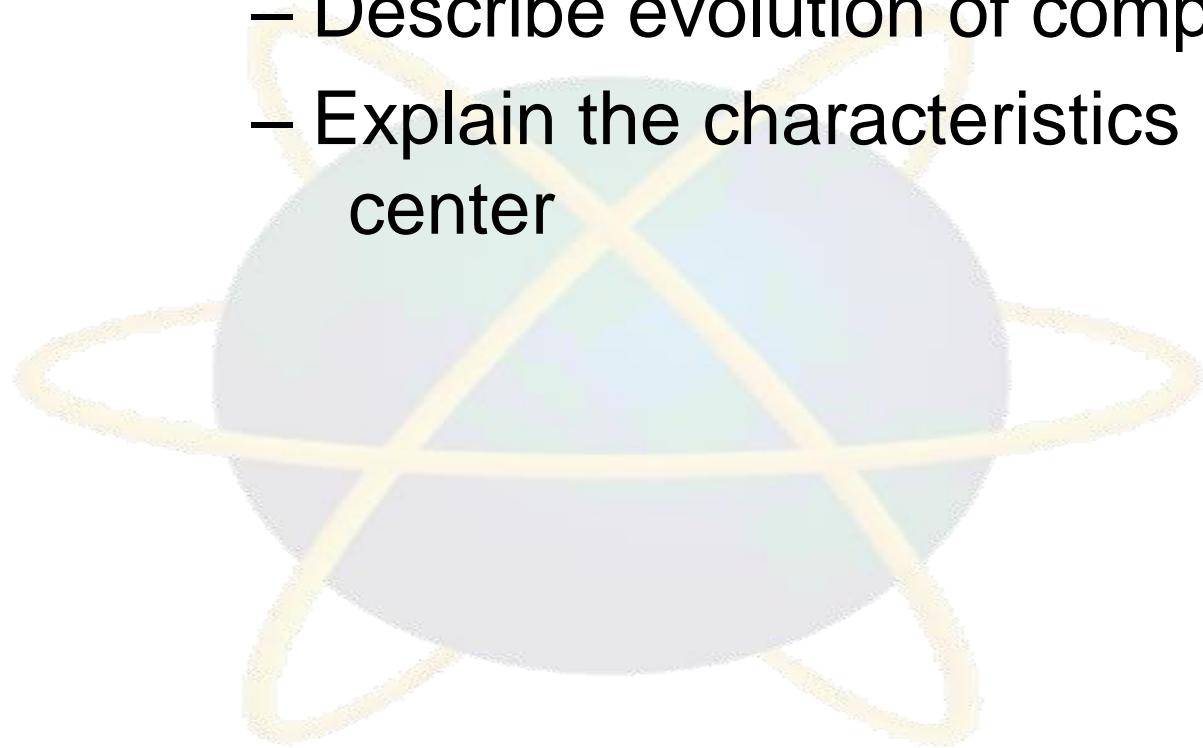 – Describe evolution of comp
– Explain the characteristics
center